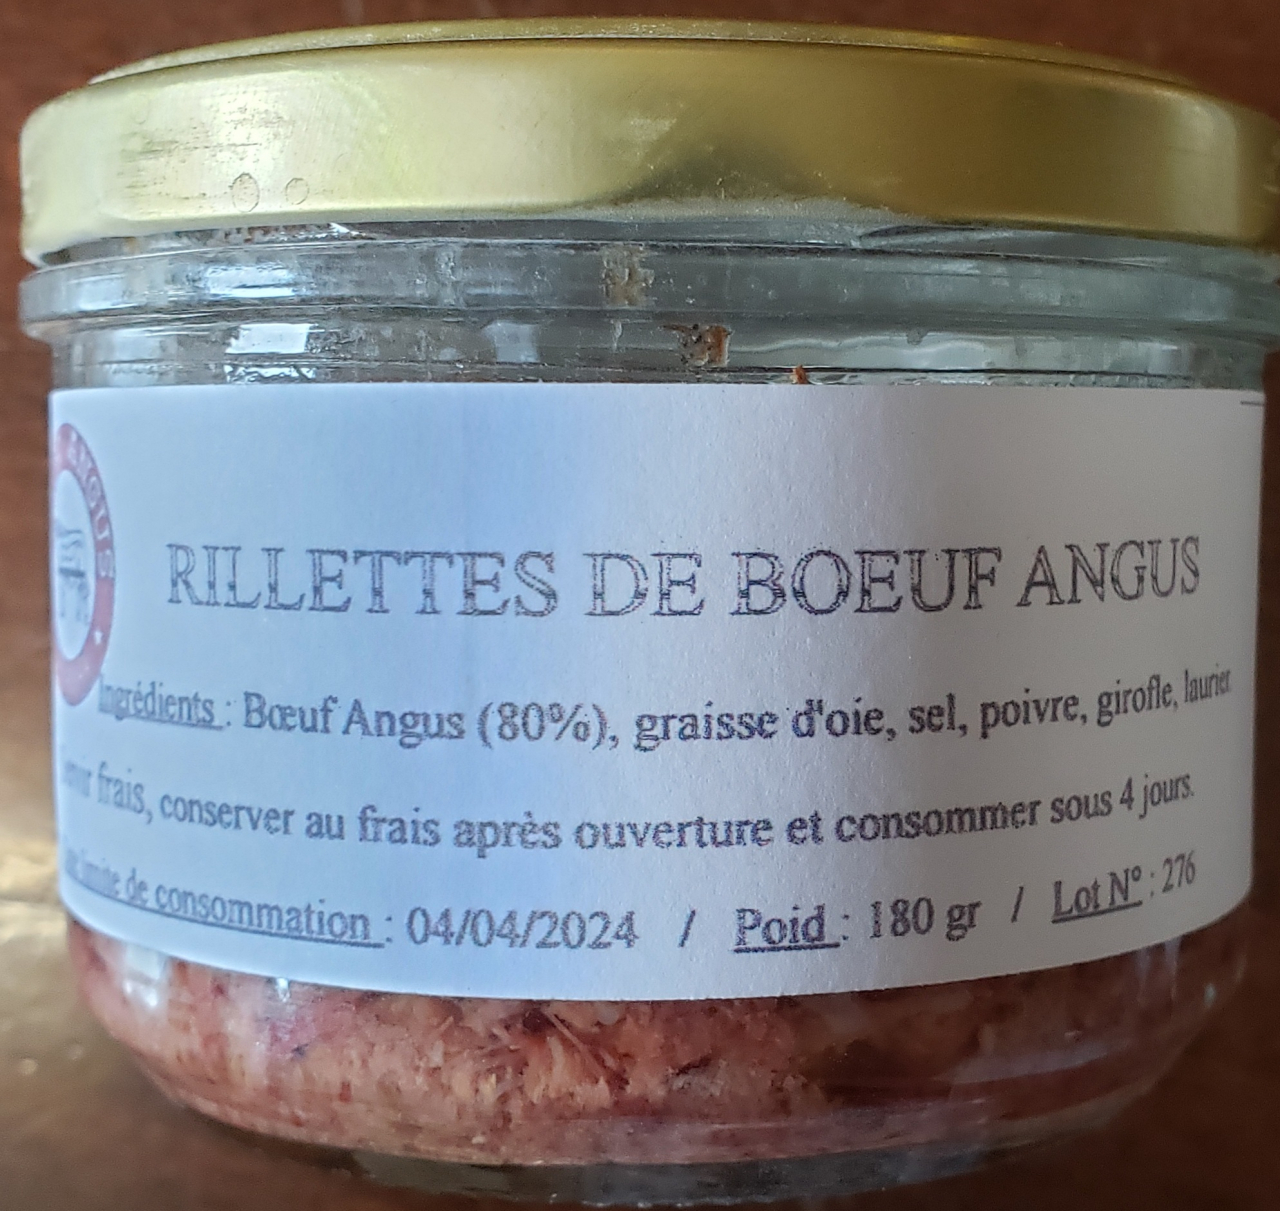 ANGUS
RILLETTES DE BOEUF ANGUS
Ingrédients : Bœuf Angus (80%), graisse d'oie, sel, poivre, girofle, laurier
frais, conserver au frais après ouverture et consommer sous 4 jours.
limite de consommation : 04/04/2024 / Poid : 180 gr / Lot N° : 276